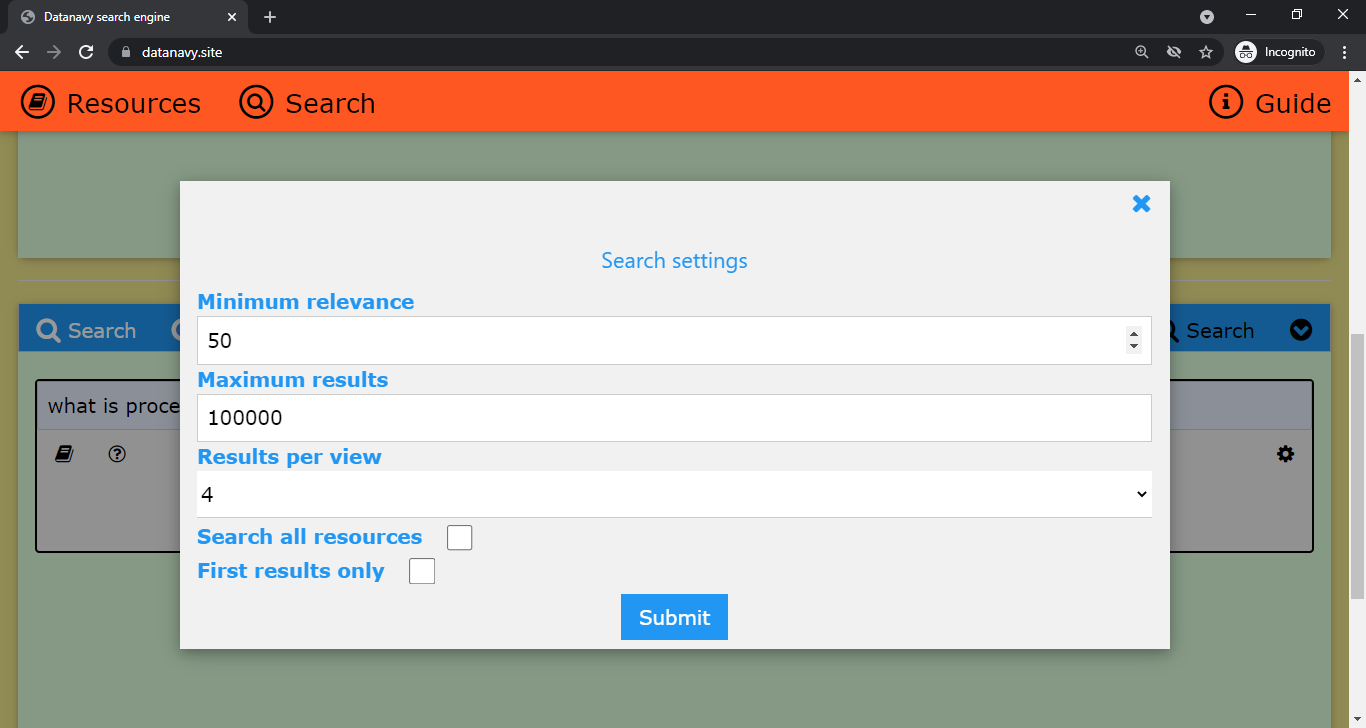 Datanavy search engine
datanavy.site
Incognito
Resources
Search
Guide
Search settings
Minimum relevance
50
Maximum results
100000
Results per view
4
Search all resources
First results only
Submit
Search
Search
what is proce